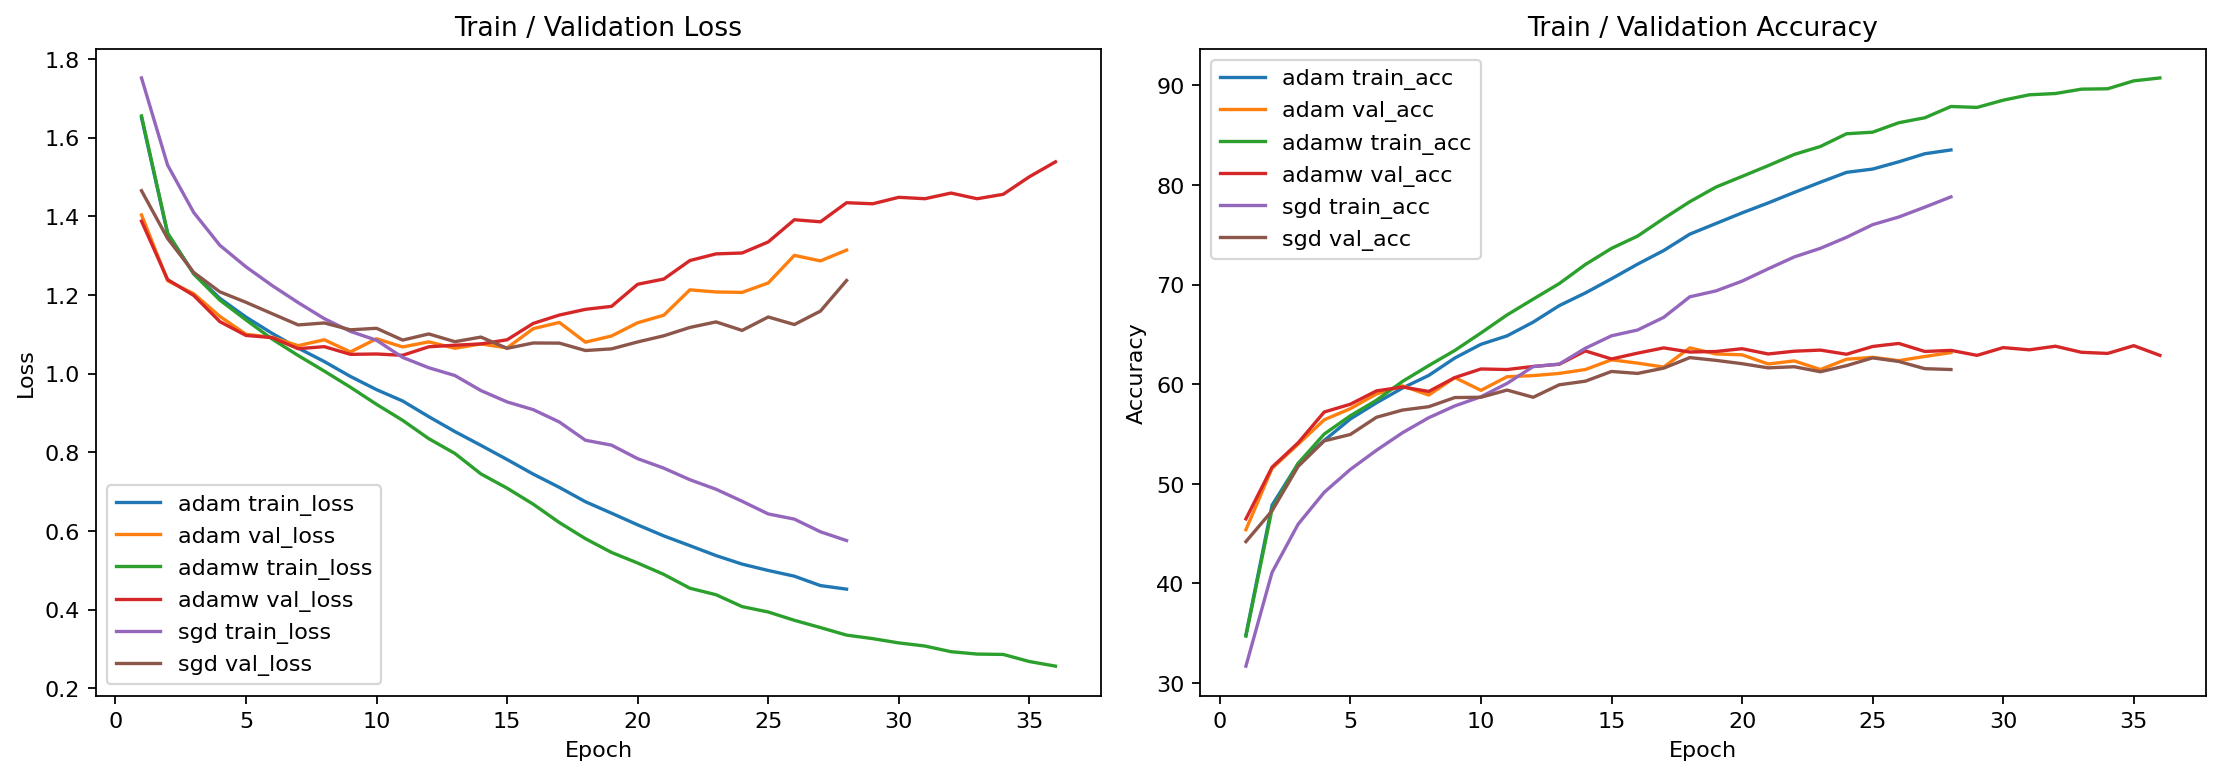 Train / Validation Loss
Loss
1.8
1.6
1.4
1.2
1.0
0.8
0.6
0.4
0.2
adam train_loss
adam val_loss
adamw train_loss
adamw val_loss
sgd train_loss
sgd val_loss
0 5 10 15 20 25 30 35
Epoch
Train / Validation Accuracy
Accuracy
90
80
70
60
50
40
30
adam train_acc
adam val_acc
adamw train_acc
adamw val_acc
sgd train_acc
sgd val_acc
0 5 10 15 20 25 30 35
Epoch